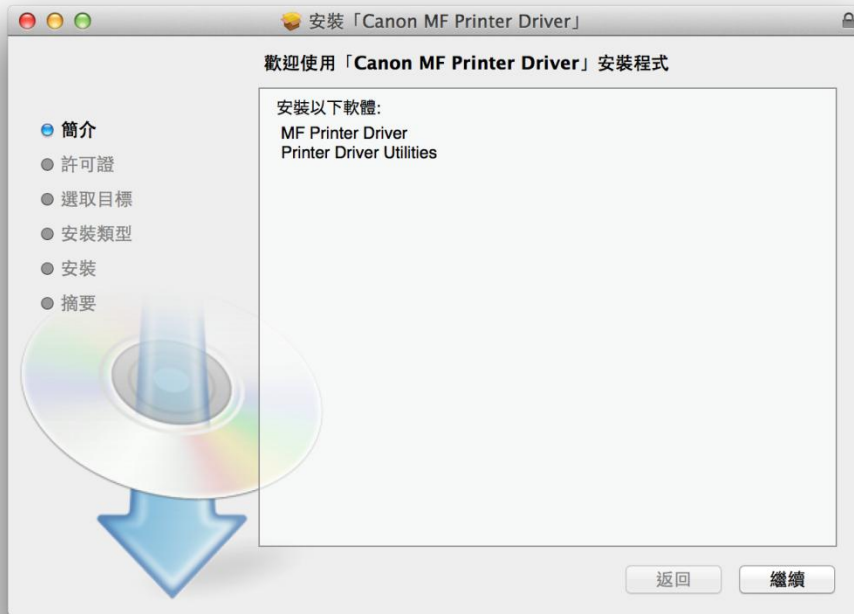 安裝「Canon MF Printer Driver」
歡迎使用「Canon MF Printer Driver」安裝程式
簡介
許可證
選取目標
安裝類型
安裝
摘要
安裝以下軟體:
MF Printer Driver
Printer Driver Utilities
返回
繼續